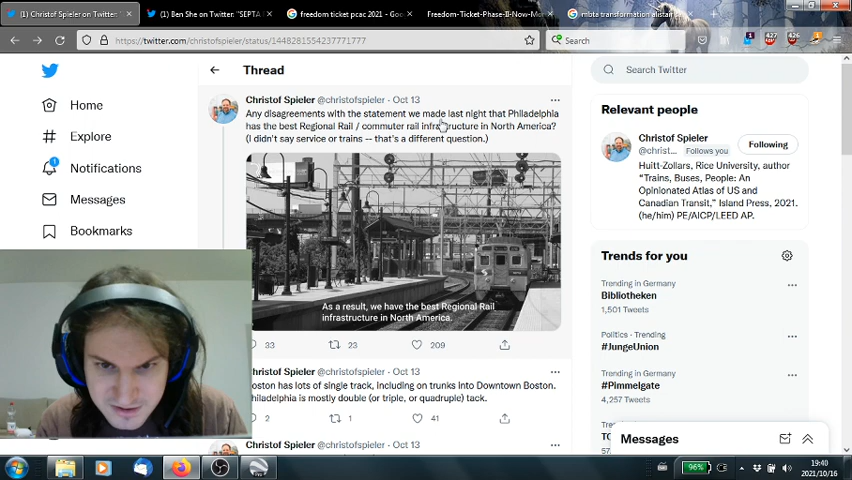 (1) Christof Spieler on Twitter: "
(1) Ben She on Twitter: "SEPTA
freedom ticket pcac 2021 - Goo
Freedom-Ticket-Phase-II-Now-Mor
mbta transformation alistair
https://twitter.com/christofspieler/status/1448281554237771777
Search
Thread
Search Twitter
Home
Explore
1
Notifications
Messages
Bookmarks
Christof Spieler @christofspieler · Oct 13
Any disagreements with the statement we made last night that Philadelphia
has the best Regional Rail / commuter rail infrastructure in North America?
(I didn't say service or trains -- that's a different question.)
As a result, we have the best Regional Rail
infrastructure in North America.
33
23
209
Christof Spieler @christofspieler · Oct 13
oston has lots of single track, including on trunks into Downtown Boston.
Philadelphia is mostly double (or triple, or quadruple) tack.
2
1
41
Christof Spieler @christofspieler · Oct 13
Relevant people
Christof Spieler
@christ... Follows you
Following
Huitt-Zollars, Rice University, author
"Trains, Buses, People: An
Opinionated Atlas of US and
Canadian Transit," Island Press, 2021.
(he/him) PE/AICP/LEED AP.
Trends for you
Trending in Germany
Bibliotheken
1,501 Tweets
Politics · Trending
#JungeUnion
Trending in Germany
#Pimmelgate
4,257 Tweets
Messages
427
426
96%
19:40
2021/10/16